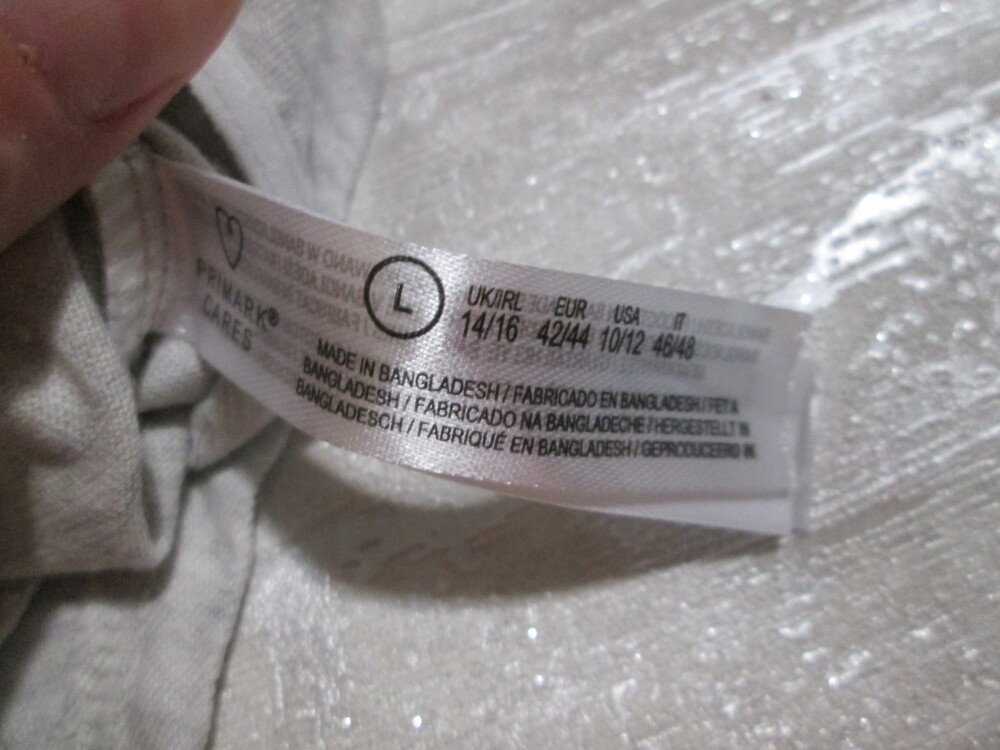 PRIMARK®
CARES
L
UK/IRL EUR USA IT
14/16 42/44 10/12 46/48
MADE IN BANGLADESH / FABRICADO EN BANGLADESH / FET A
BANGLADESH / FABRICADO NA BANGLADECHE / HERGESTELLT IN
BANGLADESCH / FABRIQUÉ EN BANGLADESH / GEPRODUCEERD IN